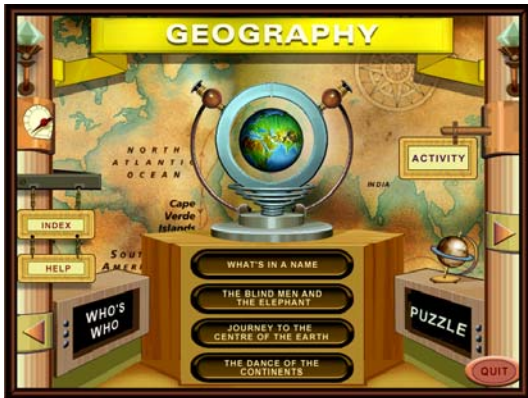 GEOGRAPHY
NORTH
ATLANTIC
OCEAN
INDIA
ACTIVITY
Cape
Verde
Islands
INDEX
SOUT
AMERI
HELP
WHAT'S IN A NAME
THE BLIND MEN AND
THE ELEPHANT
JOURNEY TO THE
CENTRE OF THE EARTH
THE DANCE OF THE
CONTINENTS
WHO'S
WHO
PUZZLE
QUIT